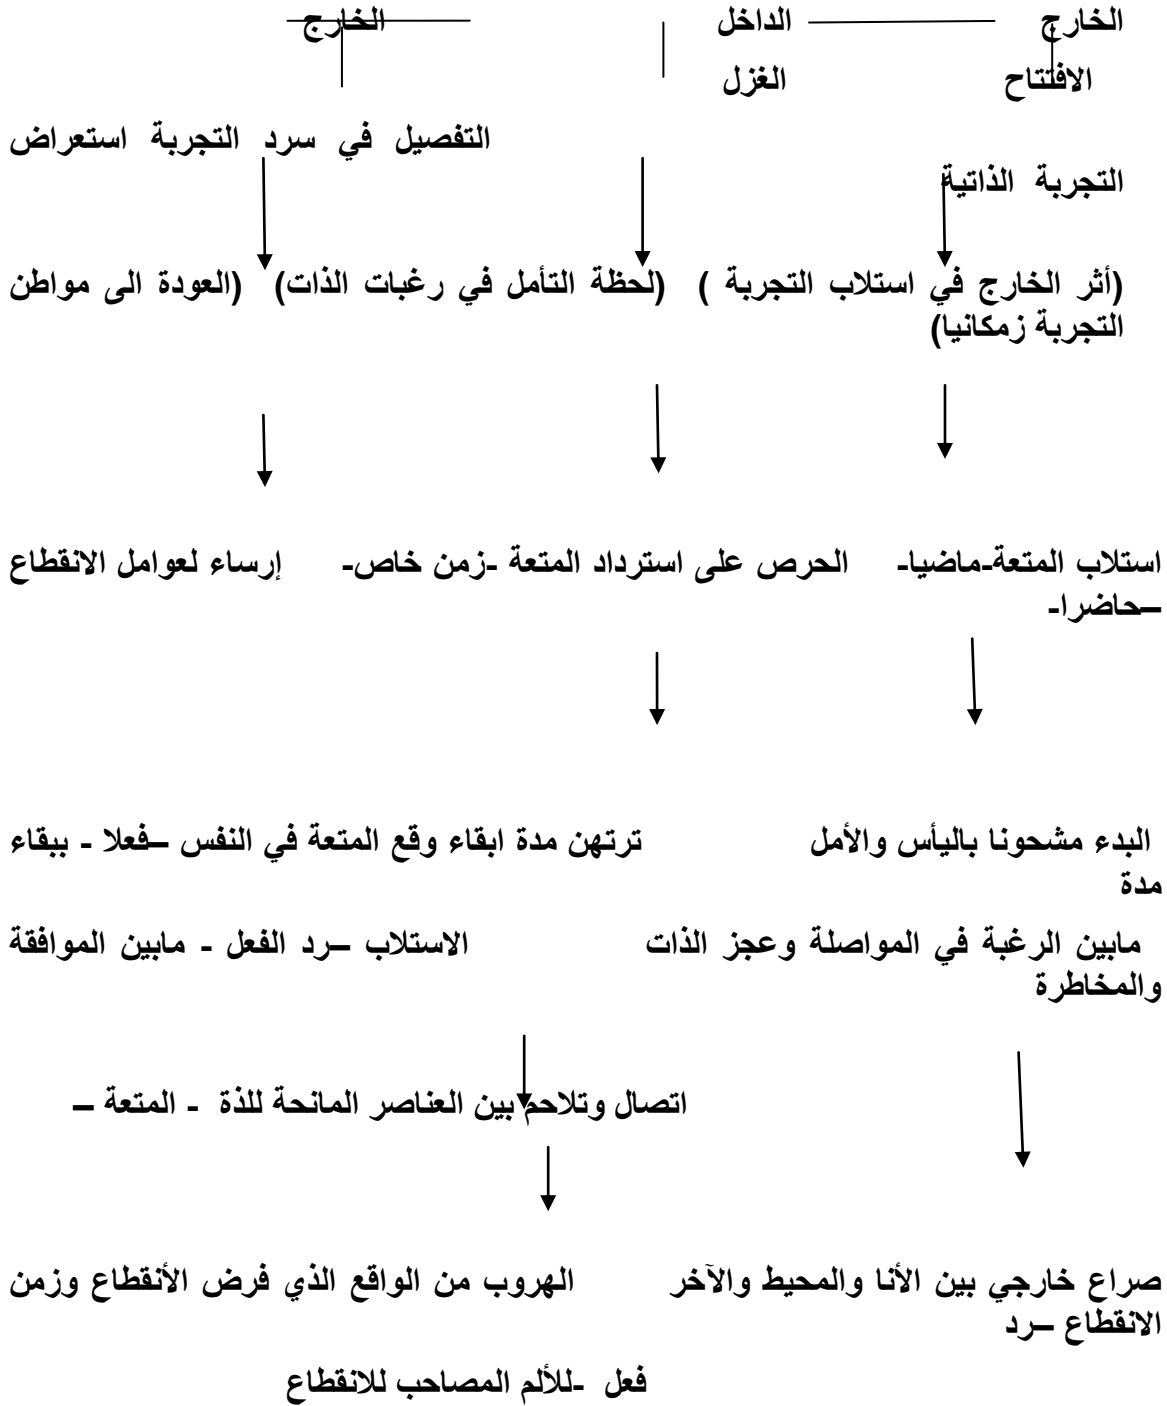 الخارج الداخل الخارج
الافتتاح الغزل
التفصيل في سرد التجربة استعراض
التجربة الذاتية
(أثر الخارج في استلاب التجربة ) (لحظة التأمل في رغبات الذات) (العودة الى مواطن
التجربة زمكانيا)
استلاب المتعة-ماضيا- الحرص على استرداد المتعة -زمن خاص- إرساء لعوامل الانقطاع
–حاضرا-
البدء مشحونا باليأس والأمل ترتهن مدة ابقاء وقع المتعة في النفس –فعلا - ببقاء
مدة
مابين الرغبة في المواصلة وعجز الذات الاستلاب –رد الفعل - مابين الموافقة
والمخاطرة
اتصال وتلاحم بين العناصر المانحة للذة - المتعة –
صراع خارجي بين الأنا والمحيط والآخر الهروب من الواقع الذي فرض الأنقطاع وزمن
الانقطاع –رد
فعل -للألم المصاحب للانقطاع